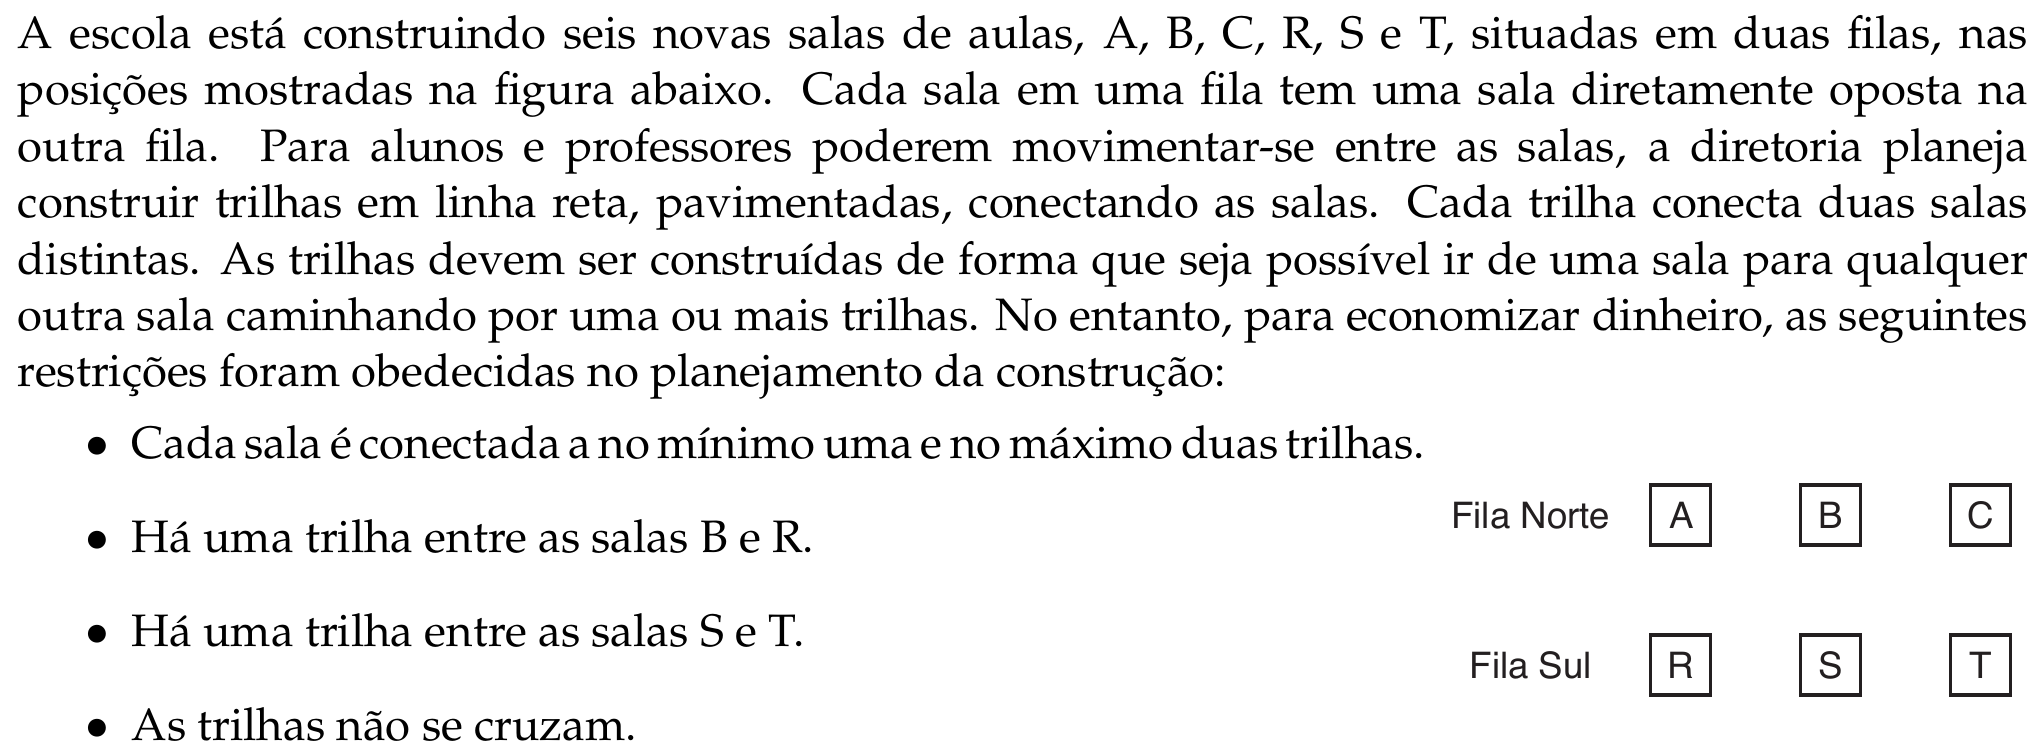 A escola está construindo seis novas salas de aulas, A, B, C, R, S e T, situadas em duas filas, nas
posições mostradas na figura abaixo. Cada sala em uma fila tem uma sala diretamente oposta na
outra fila. Para alunos e professores poderem movimentar-se entre as salas, a diretoria planeja
construir trilhas em linha reta, pavimentadas, conectando as salas. Cada trilha conecta duas salas
distintas. As trilhas devem ser construídas de forma que seja possível ir de uma sala para qualquer
outra sala caminhando por uma ou mais trilhas. No entanto, para economizar dinheiro, as seguintes
restrições foram obedecidas no planejamento da construção:
• Cada sala é conectada a no mínimo uma e no máximo duas trilhas.
• Há uma trilha entre as salas B e R.
• Há uma trilha entre as salas S e T.
• As trilhas não se cruzam.
Fila Norte A B C
Fila Sul R S T